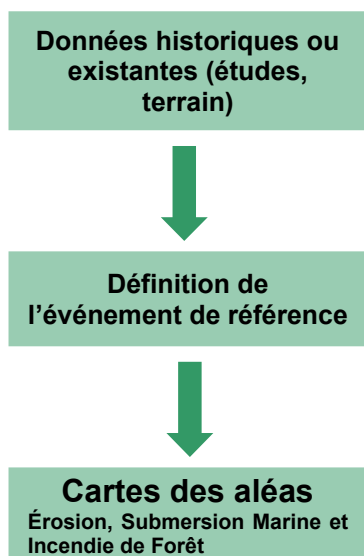 Données historiques ou
existantes (études,
terrain)
Définition de
l'événement de référence
Cartes des aléas
Érosion, Submersion Marine et
Incendie de Forêt